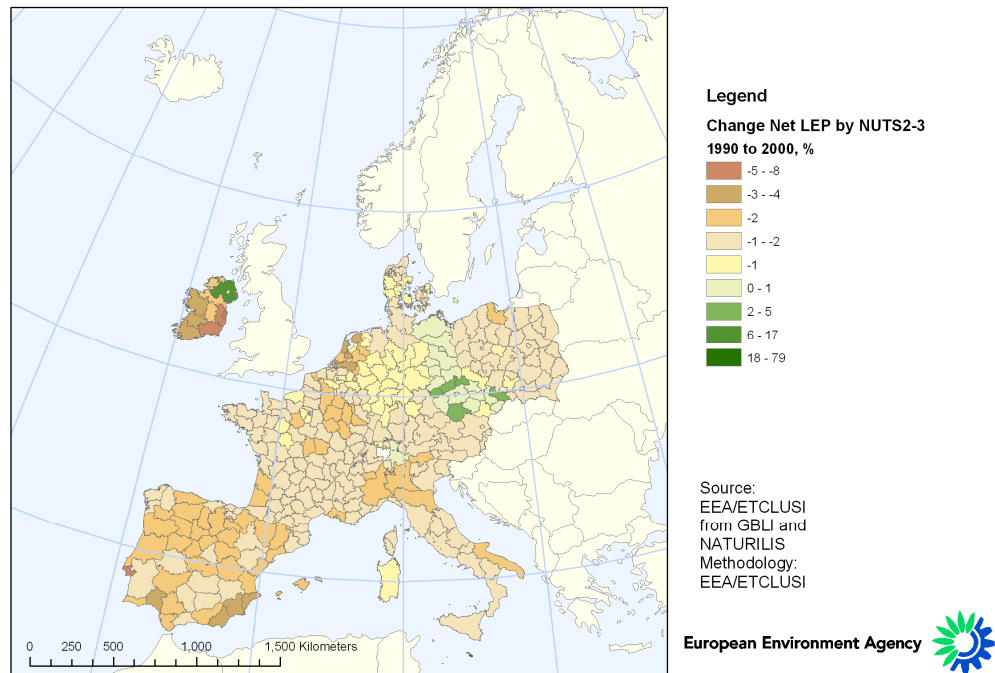 Legend
Change Net LEP by NUTS2-3
1990 to 2000, %
-5 - -8
-3 - -4
-2
-1 - -2
-1
0 - 1
2 - 5
6 - 17
18 - 79
Source:
EEA/ETCLUSI
from GBLI and
NATURILIS
Methodology:
EEA/ETCLUSI
0 250 500 1,000 1,500 Kilometers
European Environment Agency